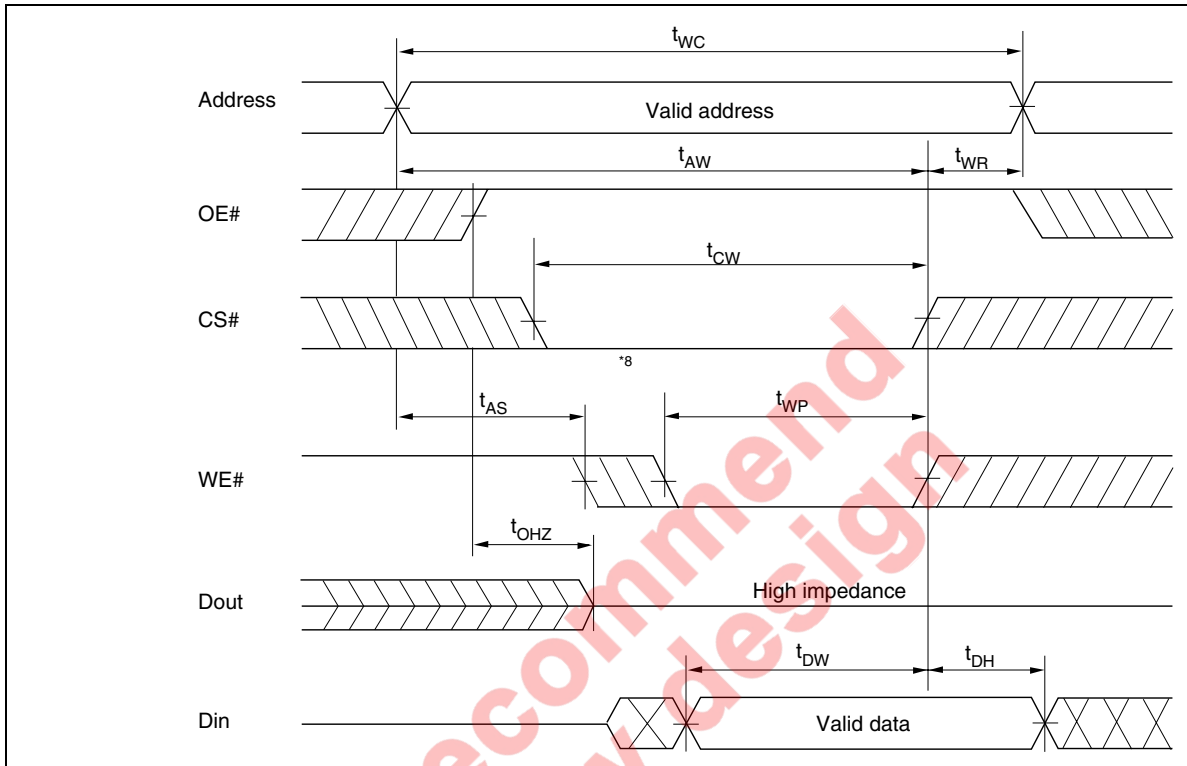 tWC
Address
Valid address
tAW
tWR
OE#
tCW
CS#
*8
tAS
tWP
WE#
tOHZ
Dout
High impedance
tDW
tDH
Din
Valid data
ecommend
design